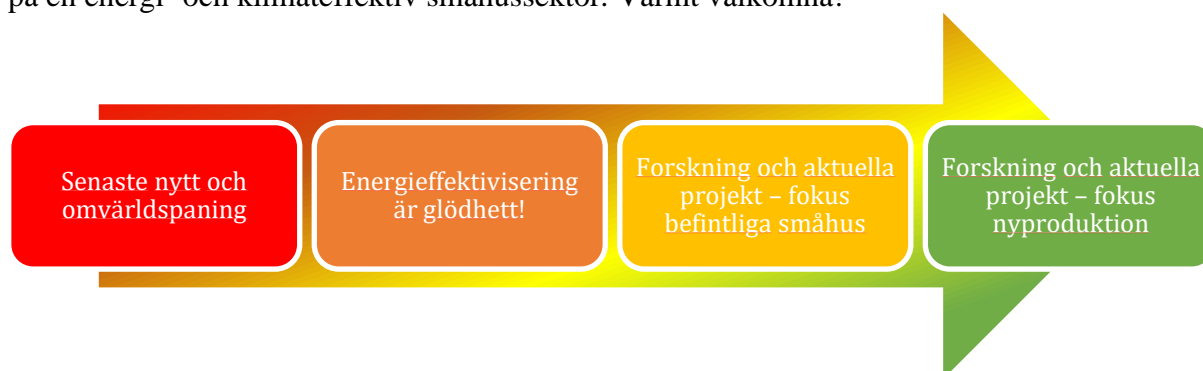 på en energi- och klimateffektiv småhussektor. Varmt välkomna!
Senaste nytt och
omvärldspaning
Energieffektivisering
är glödhett!
Forskning och aktuella
projekt – fokus
befintliga småhus
Forskning och aktuella
projekt – fokus
nyproduktion